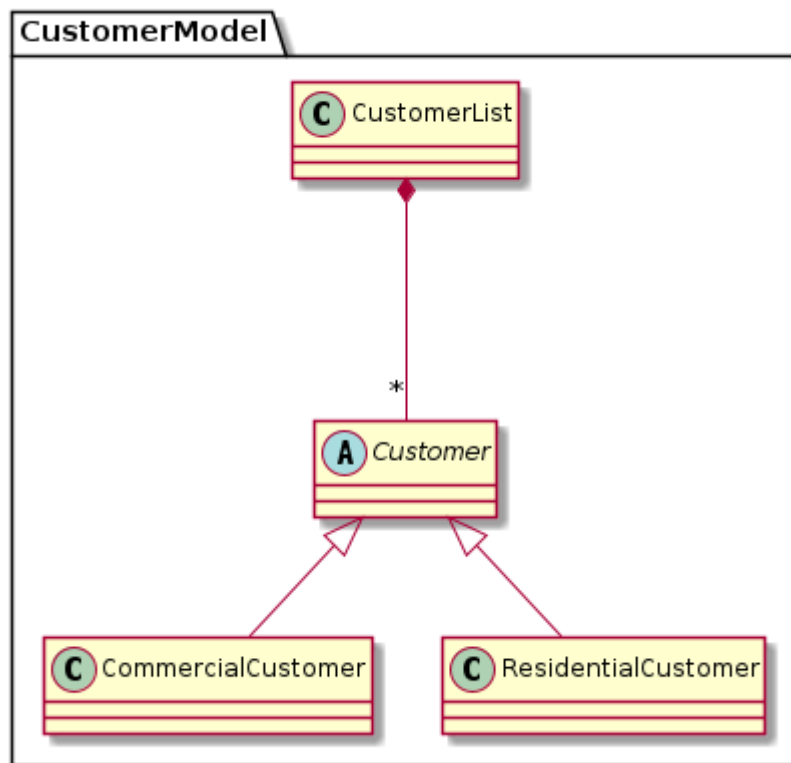 CustomerModel
C CustomerList
*
A Customer
C CommercialCustomer
C ResidentialCustomer